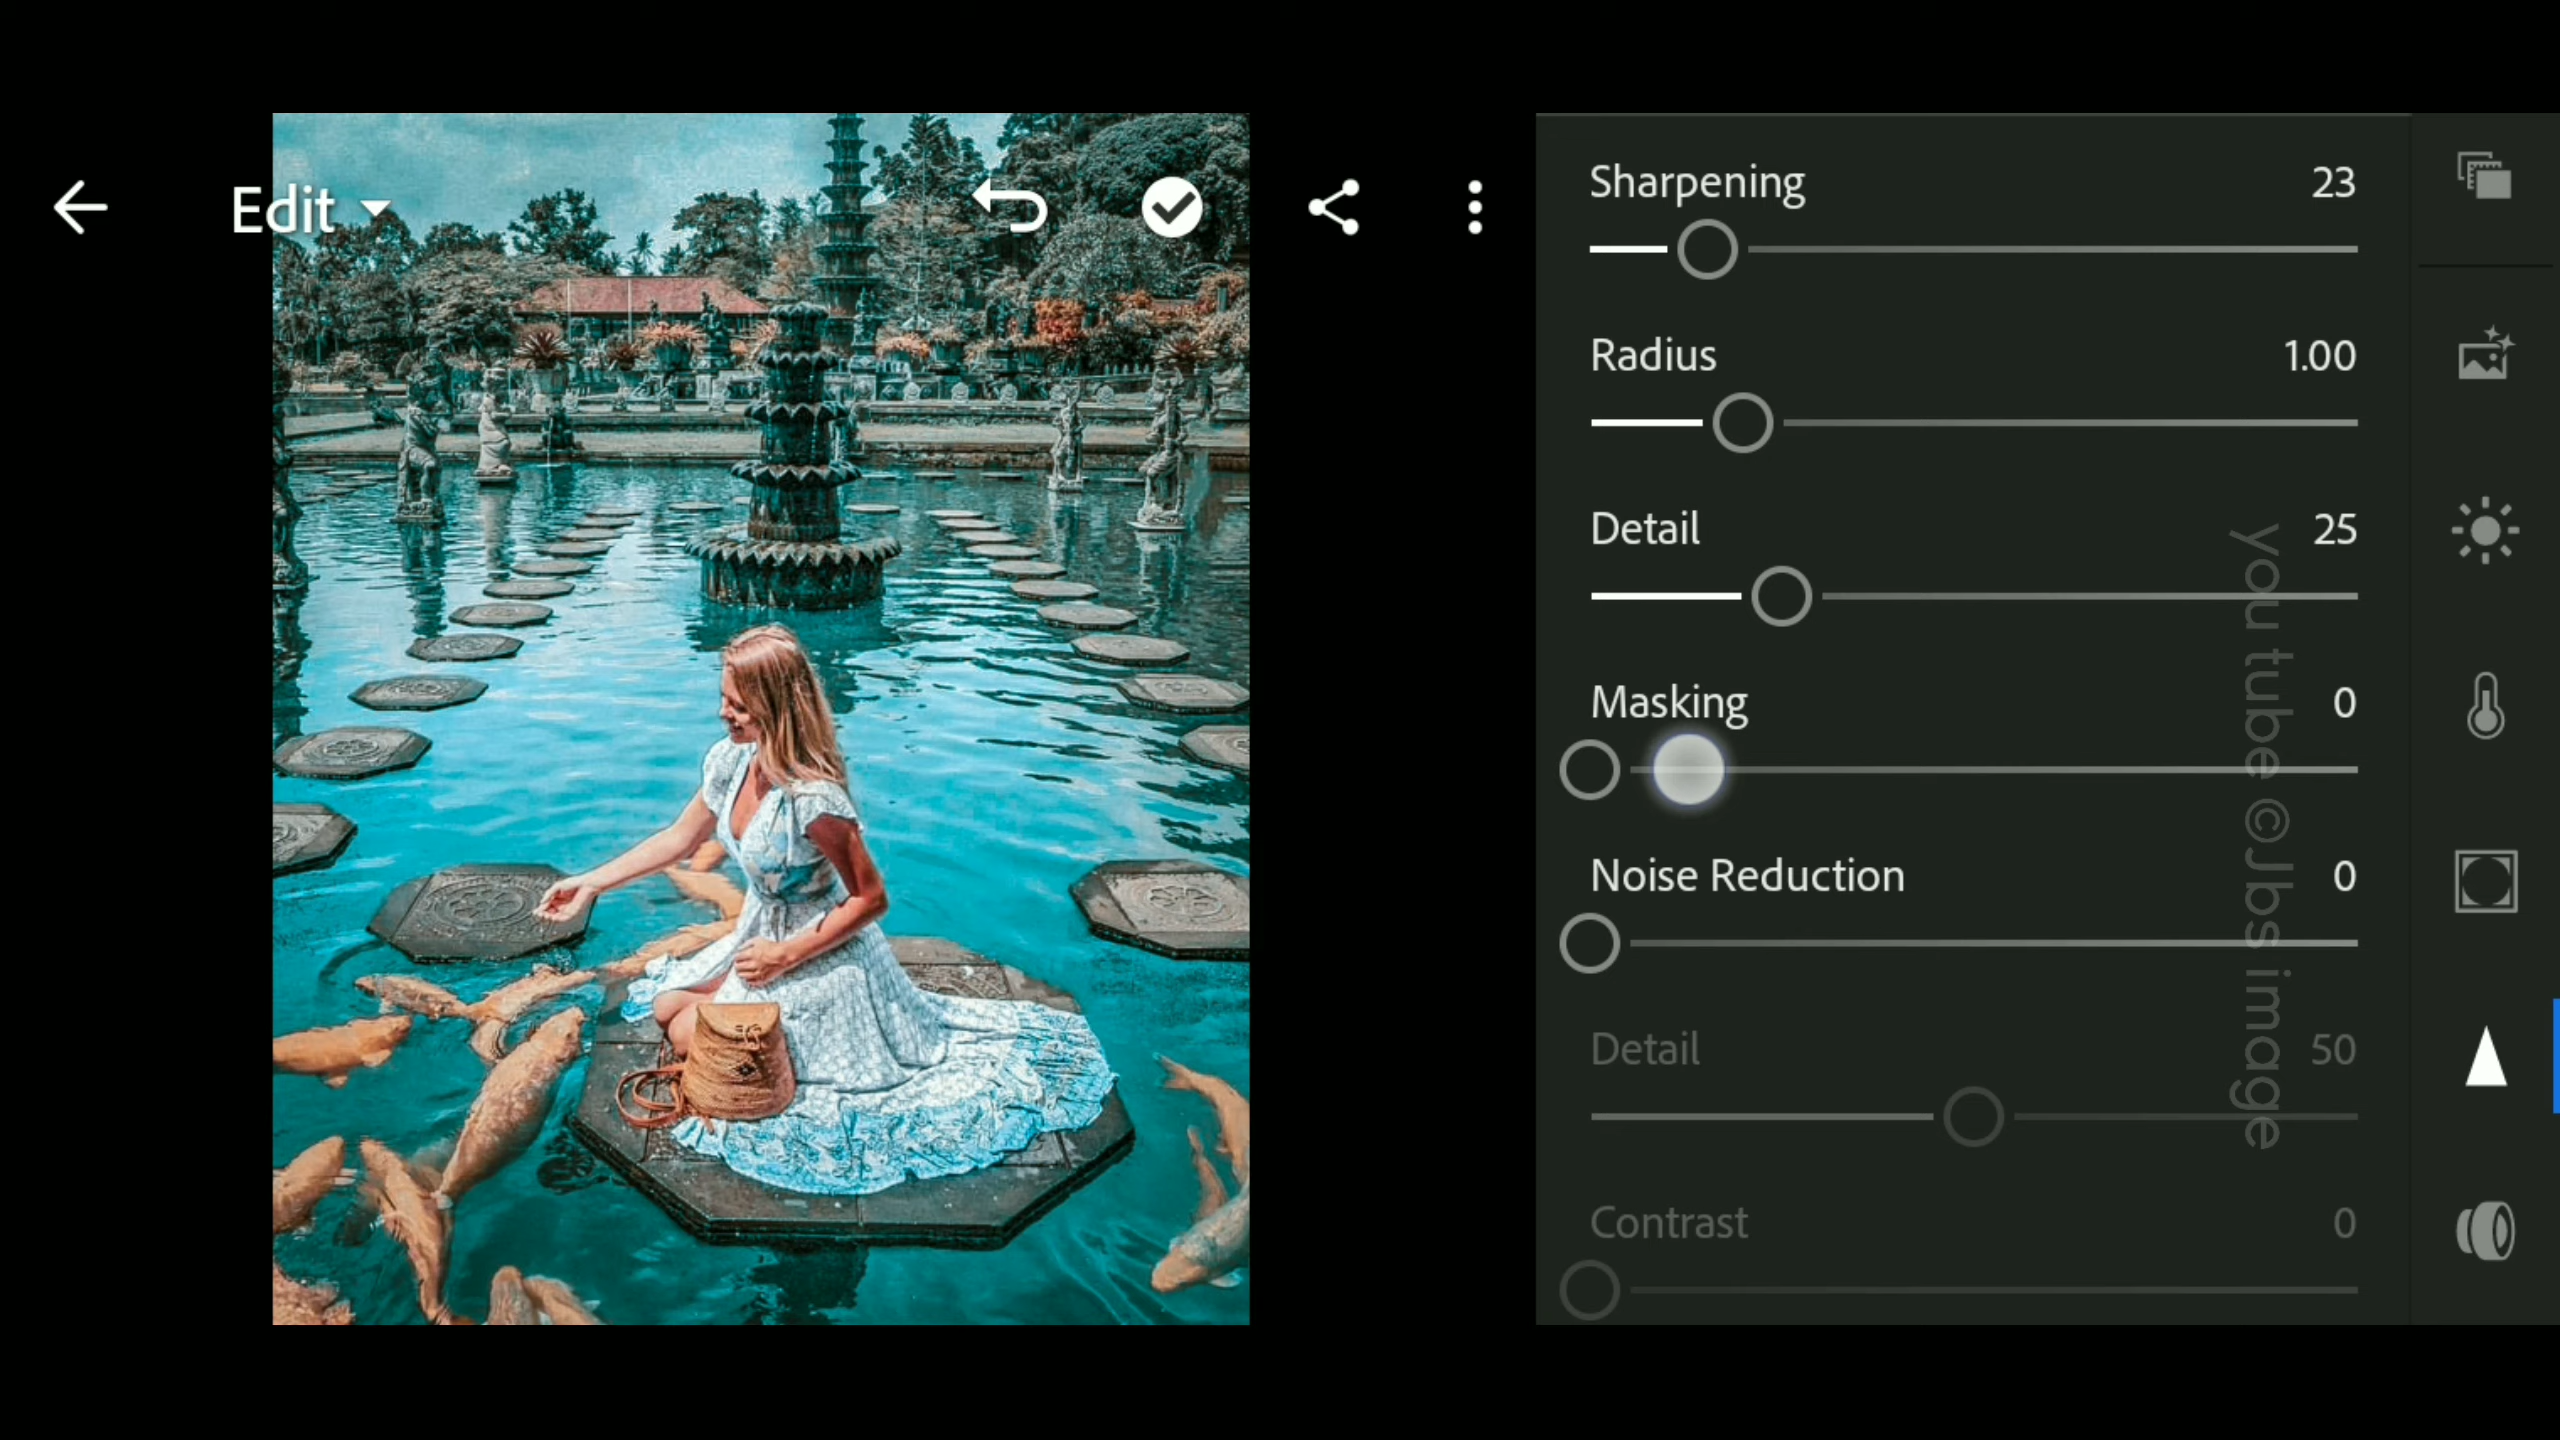 Edit
Sharpening 23
Radius 1.00
Detail 25
Masking 0
Noise Reduction 0
Detail 50
Contrast 0
you tube ©Jbs image